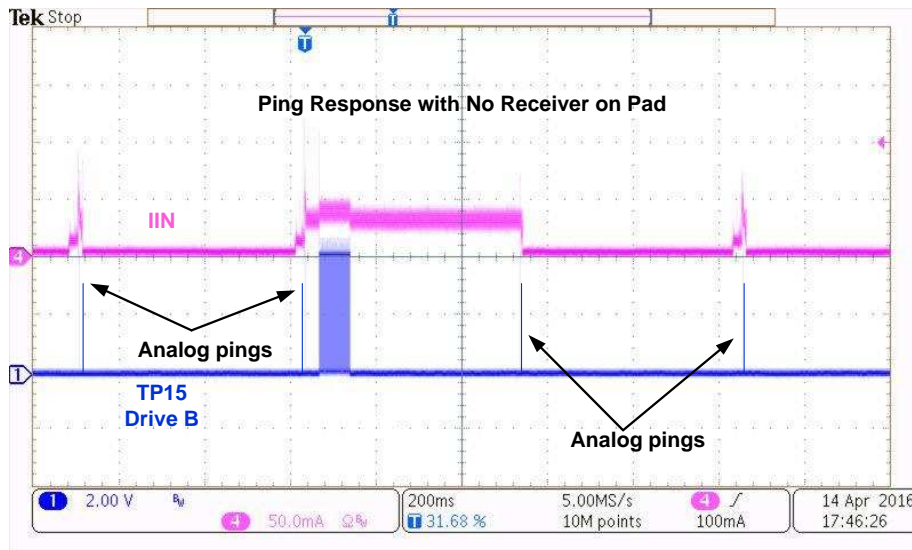 Tek Stop
T
T
Ping Response with No Receiver on Pad
IIN
4
Analog pings
1
TP15
Drive B
Analog pings
1 2.00 V BW
4 50.0mA Ω BW
200ms 5.00MS/s 4 ∫
T 31.68 % 10M points 100mA
14 Apr 2016
17:46:26